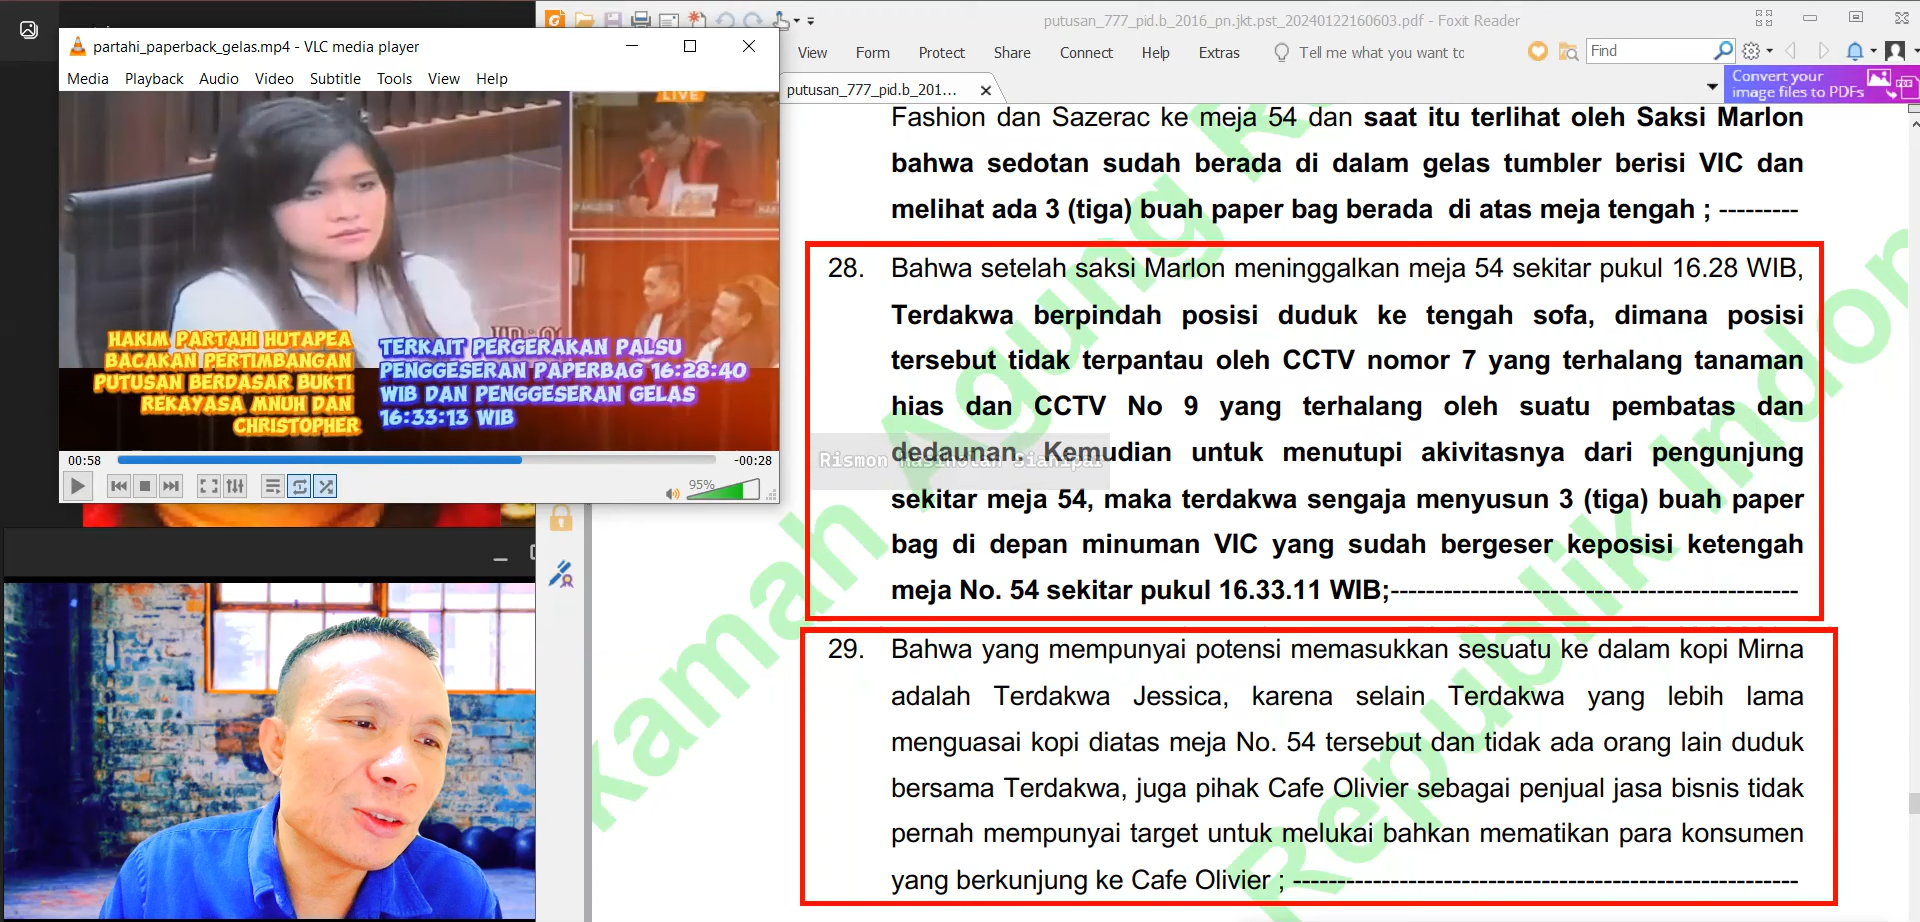 partahi_paperback_gelas.mp4 - VLC media player
Media Playback Audio Video Subtitle Tools View Help
LIVE
HAKIM PARTAHI HUTAPEA
BACAKAN PERTIMBANGAN
PUTUSAN BERDASAR BUKTI
REKAYASA MNUH DAN
CHRISTOPHER
TERKAIT PERGERAKAN PALSU
PENGGESERAN PAPERBAG 16:28:40
WIB DAN PENGGESERAN GELAS
16:33:13 WIB
00:58
-00:28
95%
putusan_777_pid.b_2016_pn.jkt.pst_20240122160603.pdf - Foxit Reader
View Form Protect Share Connect Help Extras Tell me what you want to
Find
putusan_777_pid.b_201...
Convert your
image files to PDFs
Fashion dan Sazerac ke meja 54 dan saat itu terlihat oleh Saksi Marlon
bahwa sedotan sudah berada di dalam gelas tumbler berisi VIC dan
melihat ada 3 (tiga) buah paper bag berada di atas meja tengah ; ---------
28. Bahwa setelah saksi Marlon meninggalkan meja 54 sekitar pukul 16.28 WIB,
Terdakwa berpindah posisi duduk ke tengah sofa, dimana posisi
tersebut tidak terpantau oleh CCTV nomor 7 yang terhalang tanaman
hias dan CCTV No 9 yang terhalang oleh suatu pembatas dan
dedaunan. Kemudian untuk menutupi akivitasnya dari pengunjung
sekitar meja 54, maka terdakwa sengaja menyusun 3 (tiga) buah paper
bag di depan minuman VIC yang sudah bergeser keposisi ketengah
meja No. 54 sekitar pukul 16.33.11 WIB;----------------------------------------------
29. Bahwa yang mempunyai potensi memasukkan sesuatu ke dalam kopi Mirna
adalah Terdakwa Jessica, karena selain Terdakwa yang lebih lama
menguasai kopi diatas meja No. 54 tersebut dan tidak ada orang lain duduk
bersama Terdakwa, juga pihak Cafe Olivier sebagai penjual jasa bisnis tidak
pernah mempunyai target untuk melukai bahkan mematikan para konsumen
yang berkunjung ke Cafe Olivier ; ---------------------------------------------------------
Rismon Hasiholan Sianipar
kamah Agung R
Republik Indon